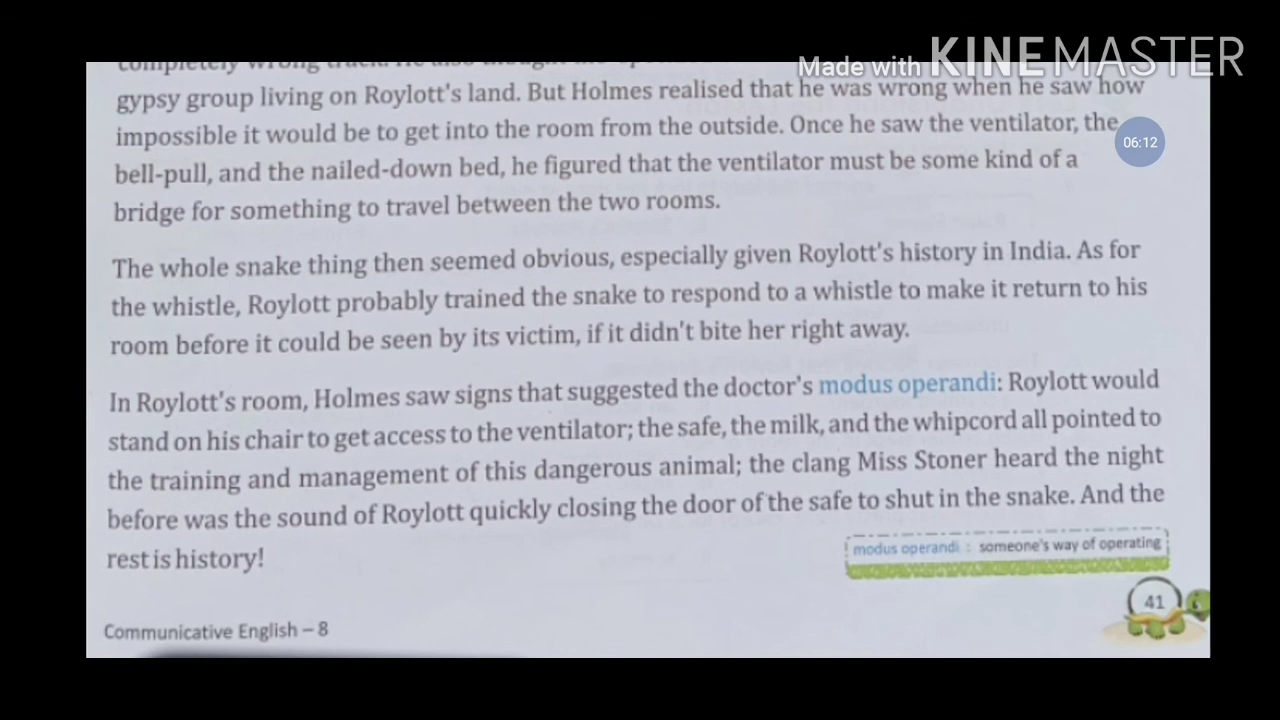 Made with KINEMASTER
completely wrong track. He also thought the
gypsy group living on Roylott's land. But Holmes realised that he was wrong when he saw how
impossible it would be to get into the room from the outside. Once he saw the ventilator, the
06:12
bell-pull, and the nailed-down bed, he figured that the ventilator must be some kind of a
bridge for something to travel between the two rooms.
The whole snake thing then seemed obvious, especially given Roylott's history in India. As for
the whistle, Roylott probably trained the snake to respond to a whistle to make it return to his
room before it could be seen by its victim, if it didn't bite her right away.
In Roylott's room, Holmes saw signs that suggested the doctor's modus operandi: Roylott would
stand on his chair to get access to the ventilator; the safe, the milk, and the whipcord all pointed to
the training and management of this dangerous animal; the clang Miss Stoner heard the night
before was the sound of Roylott quickly closing the door of the safe to shut in the snake. And the
rest is history!
modus operandi : someone's way of operating
41
Communicative English – 8